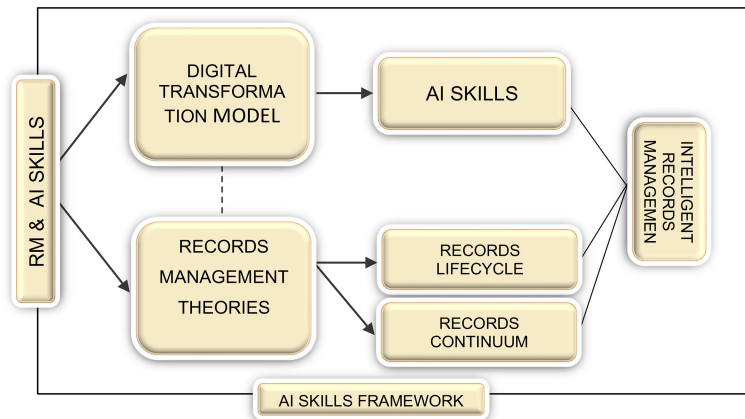 RM & AI SKILLS
DIGITAL
TRANSFORMA
TION MODEL
AI SKILLS
INTELLIGENT
RECORDS
MANAGEMEN
RECORDS
MANAGEMENT
THEORIES
RECORDS
LIFECYCLE
RECORDS
CONTINUUM
AI SKILLS FRAMEWORK